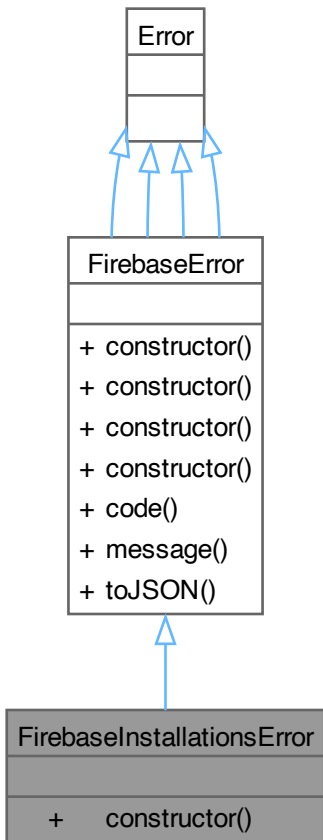 Error
FirebaseError
+ constructor()
+ constructor()
+ constructor()
+ constructor()
+ code()
+ message()
+ toJSON()
FirebaseInstallationsError
+ constructor()